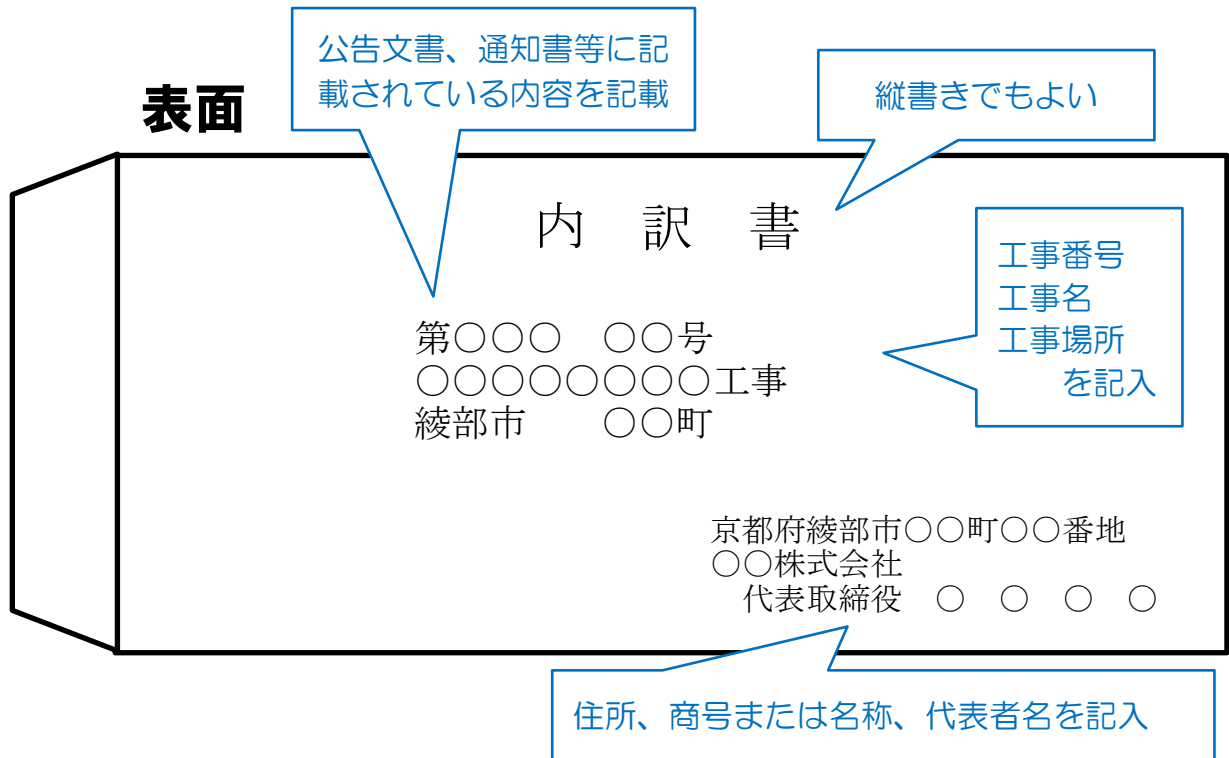 公告文書、通知書等に記
載されている内容を記載
縦書きでもよい
表面
内　訳　書
工事番号
工事名
工事場所
を記入
第○○○　○○号
○○○○○○○○工事
綾部市　　○○町
京都府綾部市○○町○○番地
○○株式会社
代表取締役　○　○　○　○
住所、商号または名称、代表者名を記入